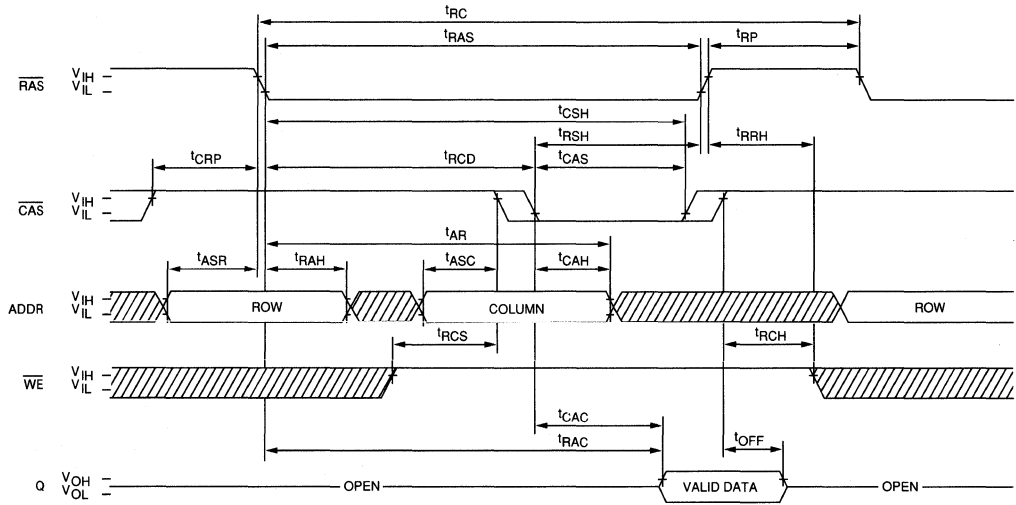 tRC
tRAS
tRP
RAS VIH VIL
tCSH
tRSH
tRRH
tCRP
tRCD
tCAS
CAS VIH VIL
tAR
tASR
tRAH
tASC
tCAH
ADDR VIH VIL
ROW
COLUMN
ROW
tRCS
tRCH
WE VIH VIL
tCAC
tRAC
tOFF
Q VOH VOL
OPEN
VALID DATA
OPEN